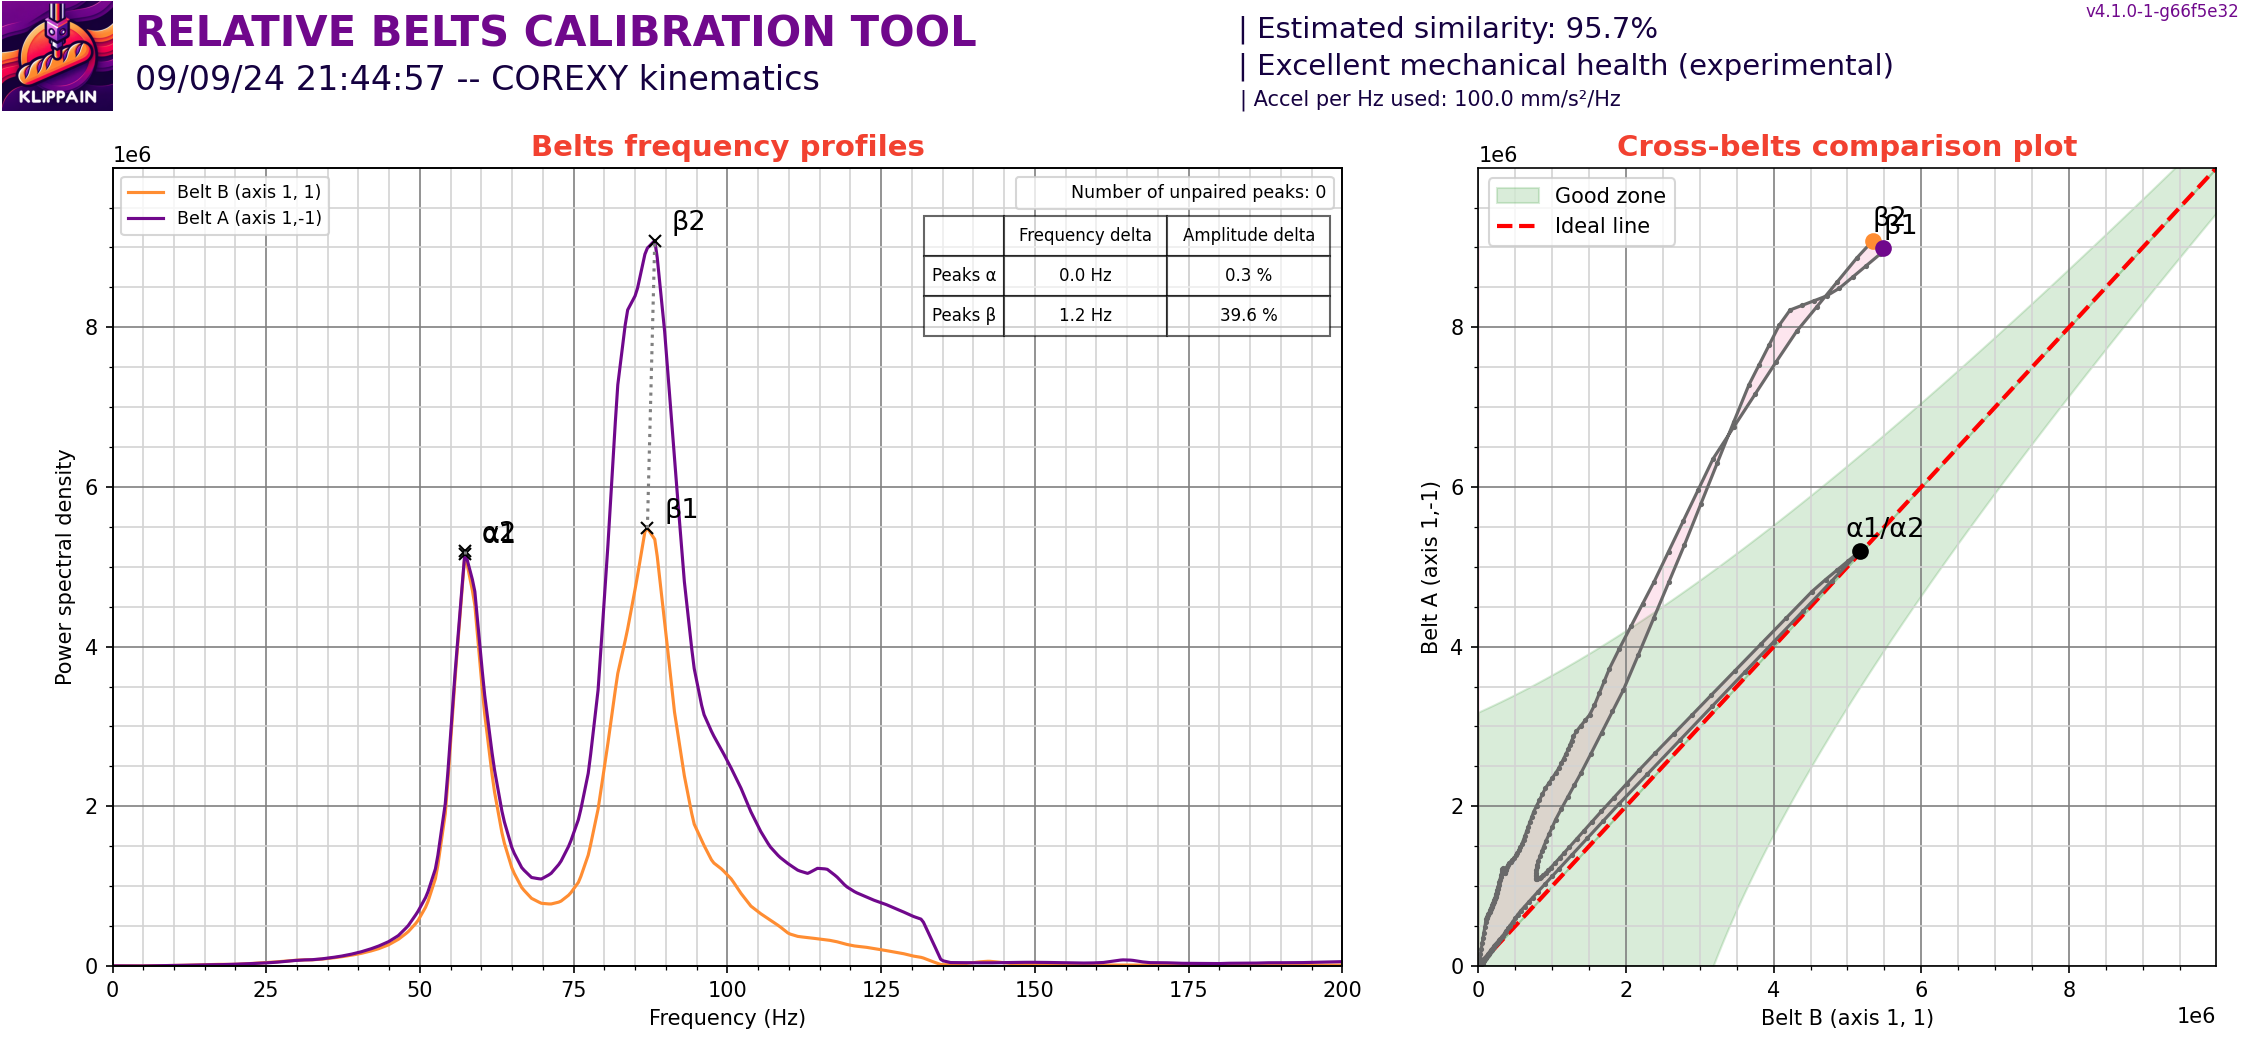 KLIPPAIN
RELATIVE BELTS CALIBRATION TOOL
09/09/24 21:44:57 -- COREXY kinematics
| Estimated similarity: 95.7%
| Excellent mechanical health (experimental)
| Accel per Hz used: 100.0 mm/s²/Hz
v4.1.0-1-g66f5e32
Belts frequency profiles
1e6
Belt B (axis 1, 1)
Belt A (axis 1,-1)
Number of unpaired peaks: 0
Frequency delta Amplitude delta
Peaks α 0.0 Hz 0.3 %
Peaks β 1.2 Hz 39.6 %
β2
β1
α2
α1
Power spectral density
8
6
4
2
0
0 25 50 75 100 125 150 175 200
Frequency (Hz)
Cross-belts comparison plot
1e6
Good zone
Ideal line
β2
β1
α1/α2
Belt A (axis 1,-1)
8
6
4
2
0
0 2 4 6 8
Belt B (axis 1, 1)
1e6